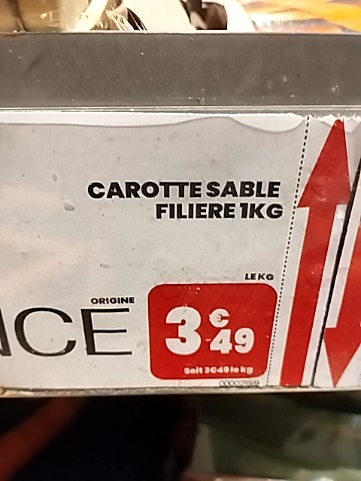 CAROTTE SABLE
FILIERE 1KG
LE KG
ORIGINE
NCE
3€49
Soit 3€49 le kg